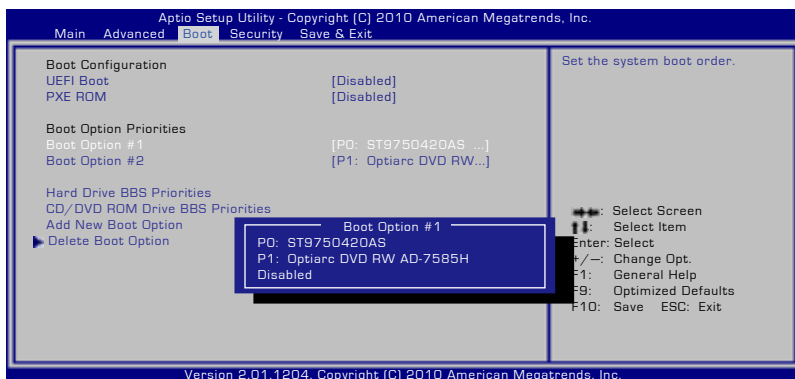 Aptio Setup Utility - Copyright (C) 2010 American Megatrends, Inc.
Main Advanced Boot Security Save & Exit
Boot Configuration
UEFI Boot [Disabled]
PXE ROM [Disabled]
Boot Option Priorities
Boot Option #1 [P0: ST9750420AS ...]
Boot Option #2 [P1: Optiarc DVD RW...]
Hard Drive BBS Priorities
CD/DVD ROM Drive BBS Priorities
Add New Boot Option
Delete Boot Option
Boot Option #1
P0: ST9750420AS
P1: Optiarc DVD RW AD-7585H
Disabled
Set the system boot order.
→←: Select Screen
↑↓: Select Item
Enter: Select
+/—: Change Opt.
F1: General Help
F9: Optimized Defaults
F10: Save ESC: Exit
Version 2.01.1204. Copyright (C) 2010 American Megatrends, Inc.